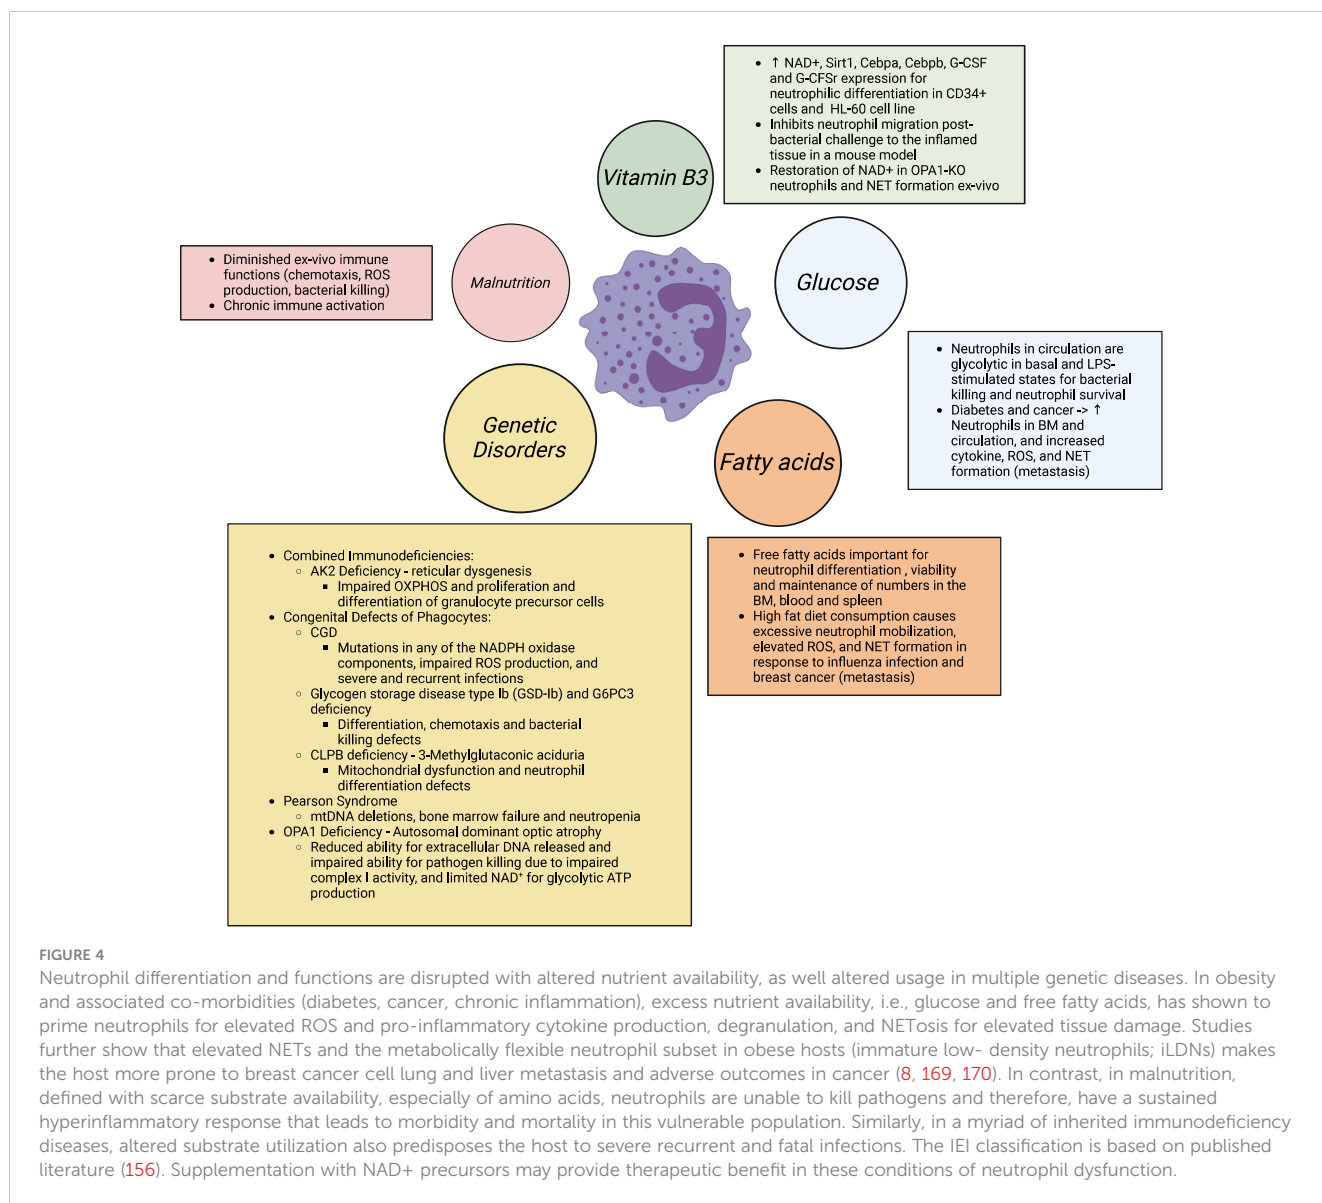 • ↑ NAD+, Sirt1, Cebpa, Cebpb, G-CSF
and G-CFSr expression for
neutrophilic differentiation in CD34+
cells and HL-60 cell line
• Inhibits neutrophil migration post-
bacterial challenge to the inflamed
tissue in a mouse model
• Restoration of NAD+ in OPA1-KO
neutrophils and NET formation ex-vivo
Vitamin B3
• Diminished ex-vivo immune
functions (chemotaxis, ROS
production, bacterial killing)
• Chronic immune activation
Malnutrition
Glucose
• Neutrophils in circulation are
glycolytic in basal and LPS-
stimulated states for bacterial
killing and neutrophil survival
• Diabetes and cancer -> ↑
Neutrophils in BM and
circulation, and increased
cytokine, ROS, and NET
formation (metastasis)
Genetic
Disorders
Fatty acids
• Combined Immunodeficiencies:
○ AK2 Deficiency - reticular dysgenesis
▪ Impaired OXPHOS and proliferation and
differentiation of granulocyte precursor cells
• Congenital Defects of Phagocytes:
○ CGD
▪ Mutations in any of the NADPH oxidase
components, impaired ROS production, and
severe and recurrent infections
○ Glycogen storage disease type Ib (GSD-Ib) and G6PC3
deficiency
▪ Differentiation, chemotaxis and bacterial
killing defects
○ CLPB deficiency - 3-Methylglutaconic aciduria
▪ Mitochondrial dysfunction and neutrophil
differentiation defects
• Pearson Syndrome
○ mtDNA deletions, bone marrow failure and neutropenia
• OPA1 Deficiency - Autosomal dominant optic atrophy
○ Reduced ability for extracellular DNA released and
impaired ability for pathogen killing due to impaired
complex I activity, and limited NAD⁺ for glycolytic ATP
production
• Free fatty acids important for
neutrophil differentiation , viability
and maintenance of numbers in the
BM, blood and spleen
• High fat diet consumption causes
excessive neutrophil mobilization,
elevated ROS, and NET formation in
response to influenza infection and
breast cancer (metastasis)
FIGURE 4
Neutrophil differentiation and functions are disrupted with altered nutrient availability, as well altered usage in multiple genetic diseases. In obesity
and associated co-morbidities (diabetes, cancer, chronic inflammation), excess nutrient availability, i.e., glucose and free fatty acids, has shown to
prime neutrophils for elevated ROS and pro-inflammatory cytokine production, degranulation, and NETosis for elevated tissue damage. Studies
further show that elevated NETs and the metabolically flexible neutrophil subset in obese hosts (immature low- density neutrophils; iLDNs) makes
the host more prone to breast cancer cell lung and liver metastasis and adverse outcomes in cancer (8, 169, 170). In contrast, in malnutrition,
defined with scarce substrate availability, especially of amino acids, neutrophils are unable to kill pathogens and therefore, have a sustained
hyperinflammatory response that leads to morbidity and mortality in this vulnerable population. Similarly, in a myriad of inherited immunodeficiency
diseases, altered substrate utilization also predisposes the host to severe recurrent and fatal infections. The IEI classification is based on published
literature (156). Supplementation with NAD+ precursors may provide therapeutic benefit in these conditions of neutrophil dysfunction.